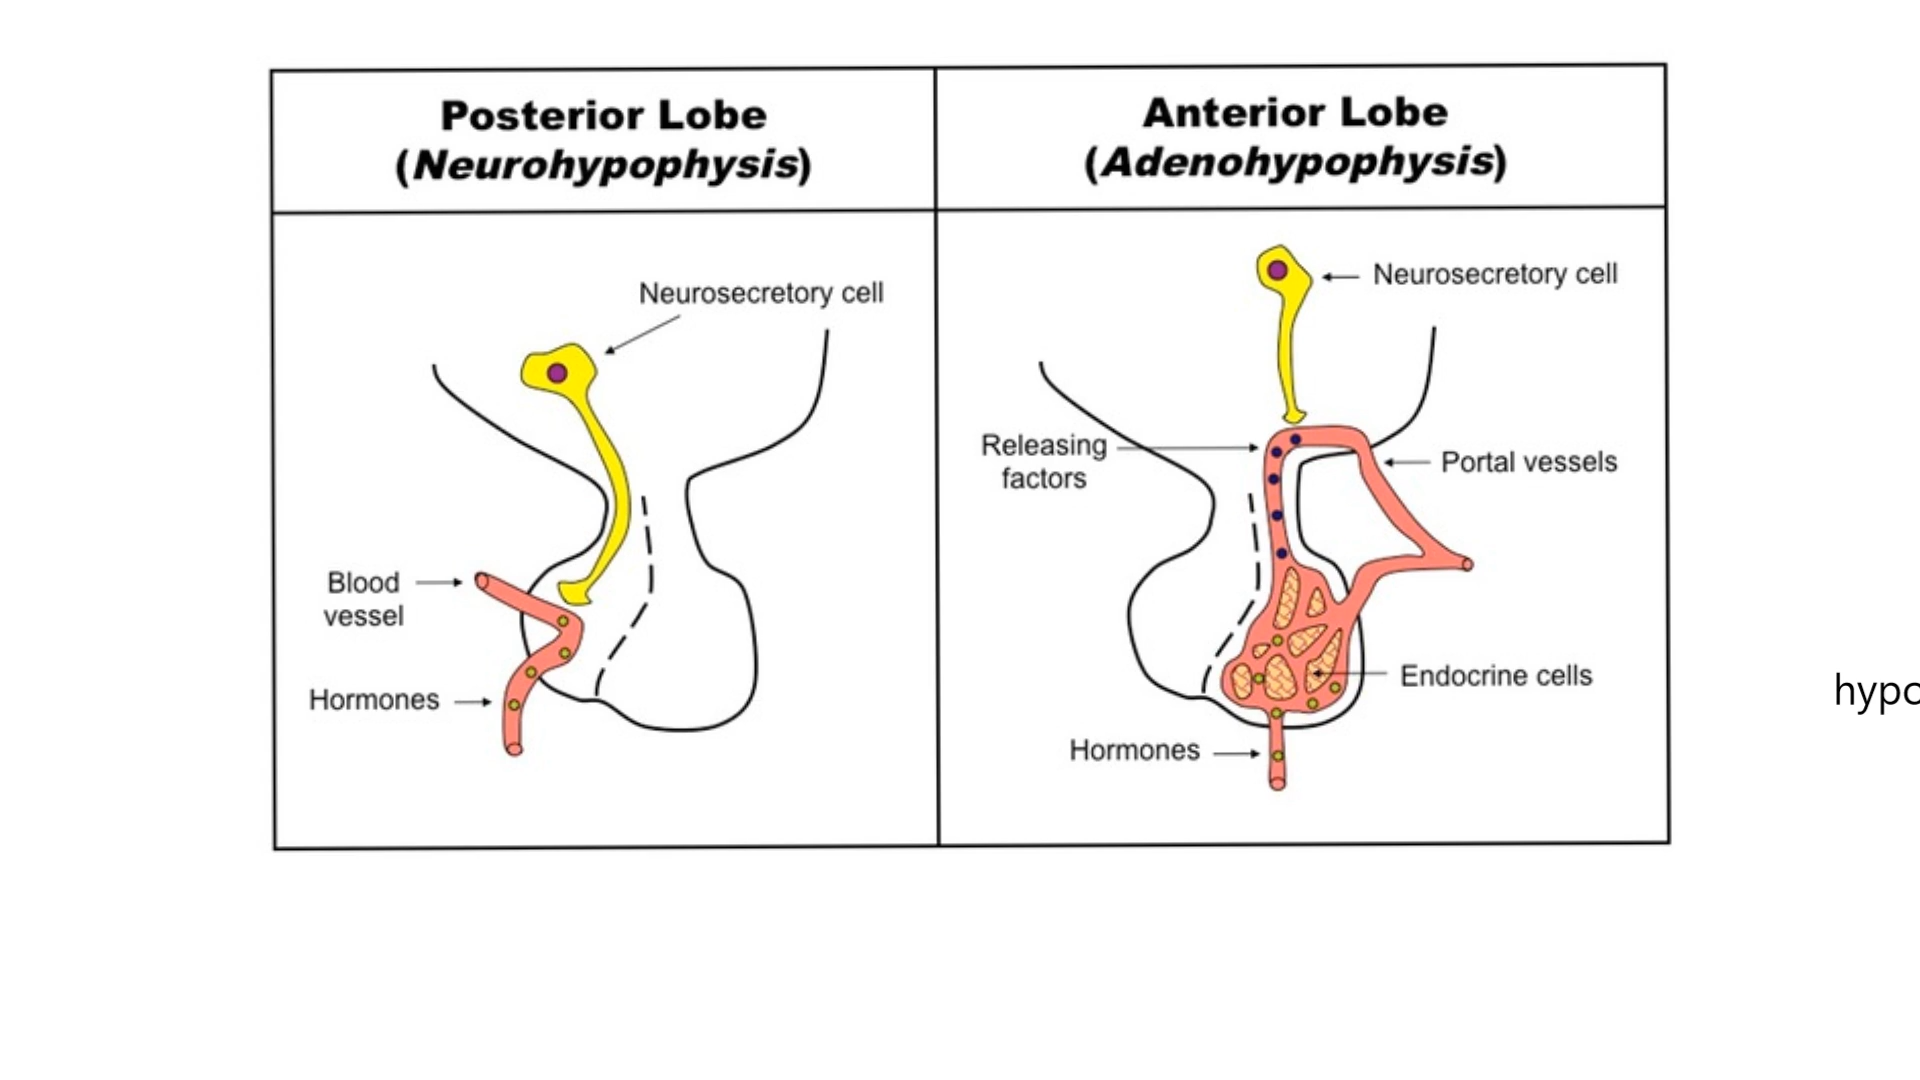 Posterior Lobe
(Neurohypophysis)
Anterior Lobe
(Adenohypophysis)
Neurosecretory cell
Blood
vessel
Hormones
Neurosecretory cell
Releasing
factors
Portal vessels
Endocrine cells
Hormones